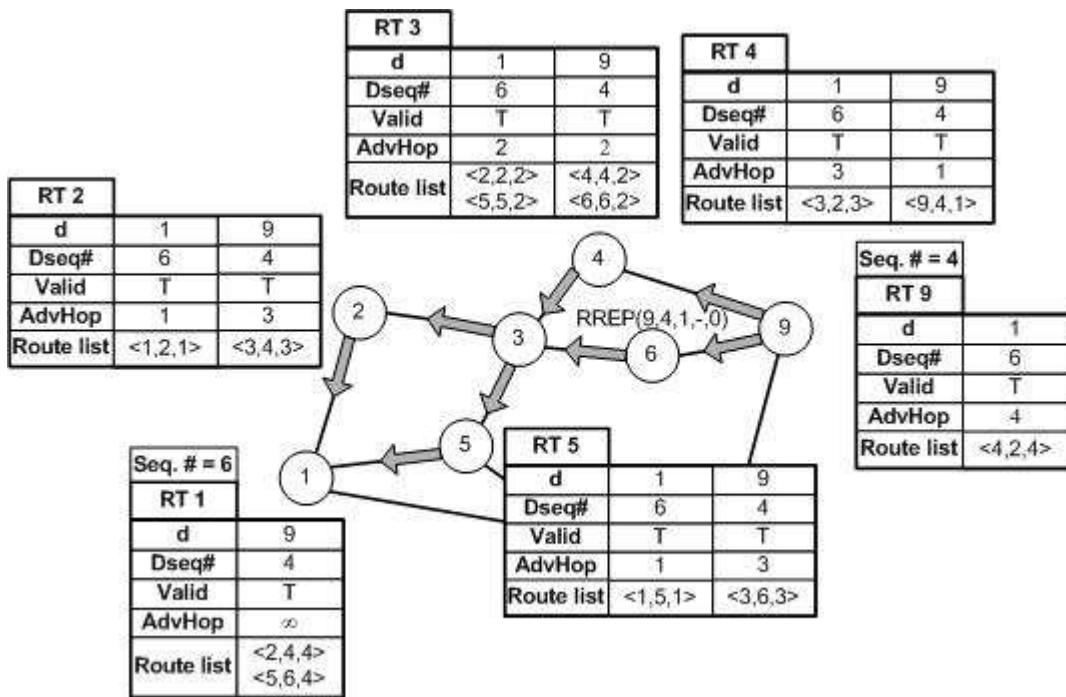 RT 3
d 1 9
Dseq# 6 4
Valid T T
AdvHop 2 2
Route list <2,2,2> <4,4,2>
<5,5,2> <6,6,2>
RT 4
d 1 9
Dseq# 6 4
Valid T T
AdvHop 3 1
Route list <3,2,3> <9,4,1>
RT 2
d 1 9
Dseq# 6 4
Valid T T
AdvHop 1 3
Route list <1,2,1> <3,4,3>
Seq. # = 4
RT 9
d 1
Dseq# 6
Valid T
AdvHop 4
Route list <4,2,4>
4
2
3
RREP(9,4,1,-,0)
9
6
5
1
Seq. # = 6
RT 1
d 9
Dseq# 4
Valid T
AdvHop ∞
Route list <2,4,4>
<5,6,4>
RT 5
d 1 9
Dseq# 6 4
Valid T T
AdvHop 1 3
Route list <1,5,1> <3,6,3>